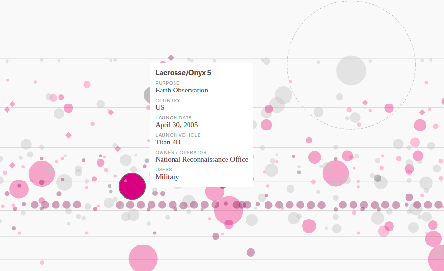 Lacrosse/Onyx 5
PURPOSE
Earth Observation
COUNTRY
US
LAUNCH DATE
April 30, 2005
LAUNCH VEHICLE
Titan 4B
OWNER / OPERATOR
National Reconnaissance Office
USERS
Military